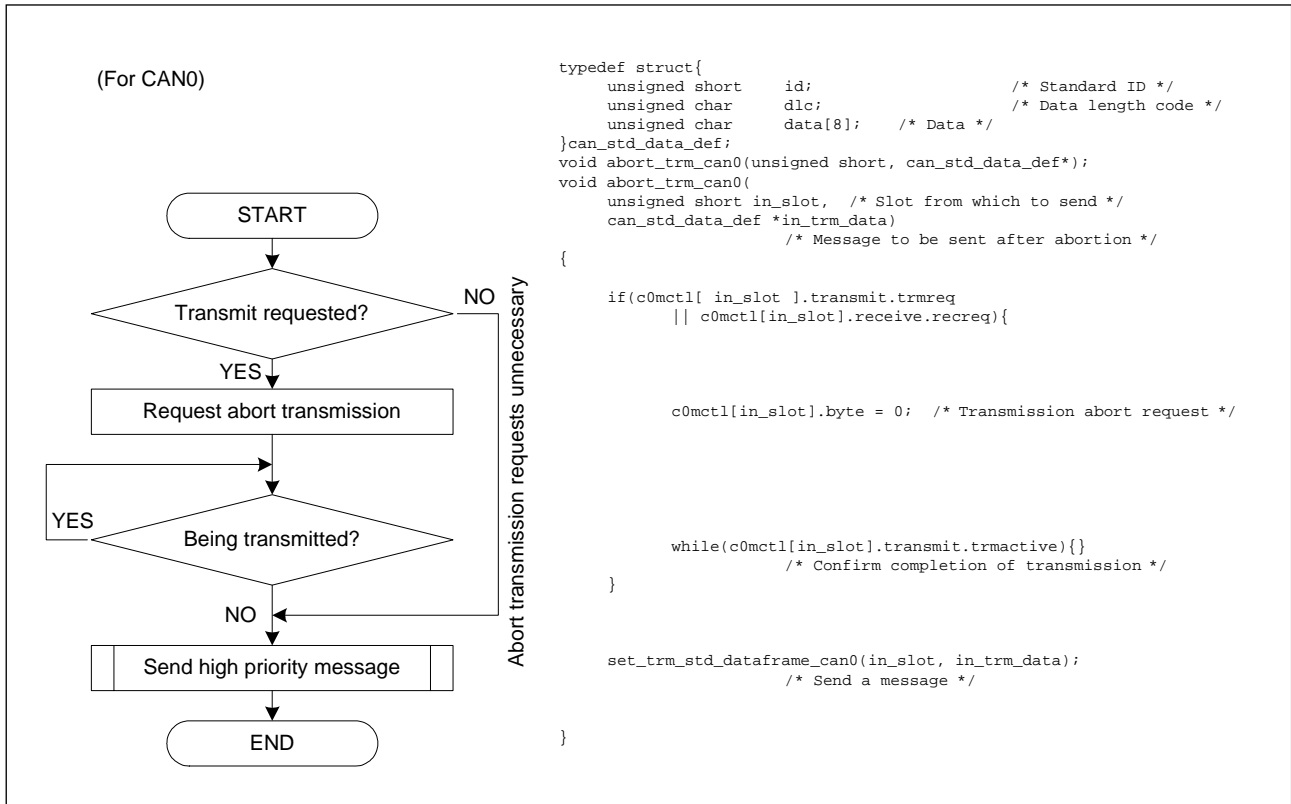 (For CAN0)
START
Transmit requested?
NO
YES
Request abort transmission
YES
Being transmitted?
NO
Send high priority message
END
Abort transmission requests unnecessary
typedef struct{
unsigned short id; /* Standard ID */
unsigned char dlc; /* Data length code */
unsigned char data[8]; /* Data */
}can_std_data_def;
void abort_trm_can0(unsigned short, can_std_data_def*);
void abort_trm_can0(
unsigned short in_slot, /* Slot from which to send */
can_std_data_def *in_trm_data)
/* Message to be sent after abortion */
{
if(c0mctl[ in_slot ].transmit.trmreq
|| c0mctl[in_slot].receive.recreq){
c0mctl[in_slot].byte = 0; /* Transmission abort request */
while(c0mctl[in_slot].transmit.trmactive){}
/* Confirm completion of transmission */
}
set_trm_std_dataframe_can0(in_slot, in_trm_data);
/* Send a message */
}